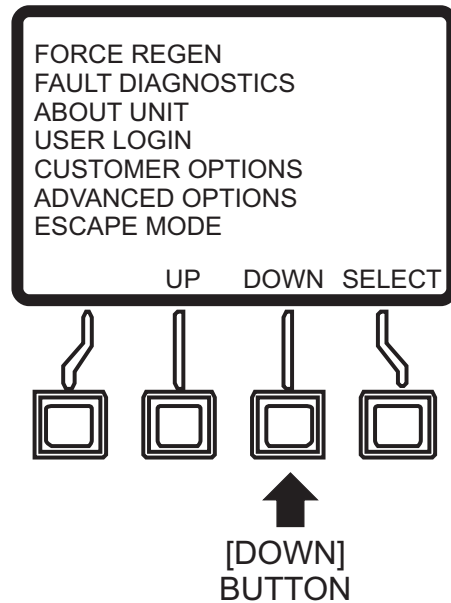 FORCE REGEN
FAULT DIAGNOSTICS
ABOUT UNIT
USER LOGIN
CUSTOMER OPTIONS
ADVANCED OPTIONS
ESCAPE MODE
UP DOWN SELECT
[DOWN]
BUTTON